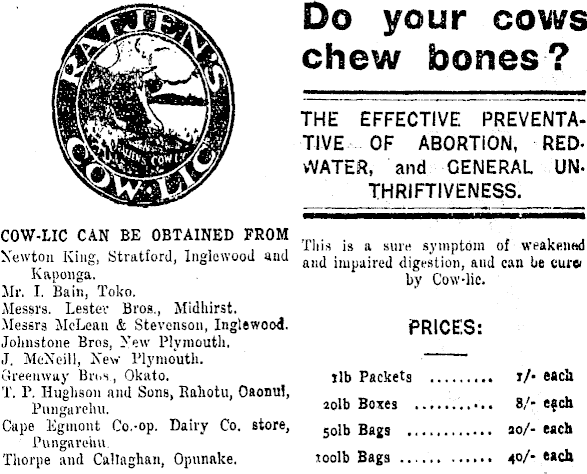 RATJEN'S
COW-LIC
COW-LIC CAN BE OBTAINED FROM
Newton King, Stratford, Inglewood and
Kaponga.
Mr. I. Bain, Toko.
Messrs. Lester Bros., Midhirst.
Messrs McLean & Stevenson, Inglewood.
Johnstone Bros, New Plymouth.
J. McNeill, New Plymouth.
Greenway Bros., Okato.
T. P. Hughson and Sons, Rahotu, Oaonui,
Pungarehu.
Cape Egmont Co.-op. Dairy Co. store,
Pungarehu.
Thorpe and Callaghan, Opunake.
Do your cows
chew bones?
THE EFFECTIVE PREVENTA-
TIVE OF ABORTION, RED-
WATER, and GENERAL UN-
THRIFTIVENESS.
This is a sure symptom of weakened
and impaired digestion, and can be cured
by Cow-lic.
PRICES:
1lb Packets ......... 1/- each
20lb Boxes ........... 8/- each
50lb Bags ........... 20/- each
100lb Bags ... ...... 40/- each